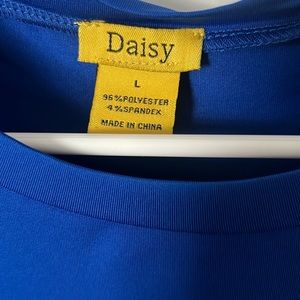 Daisy
L
96%POLYESTER
4%SPANDEX
MADE IN CHINA